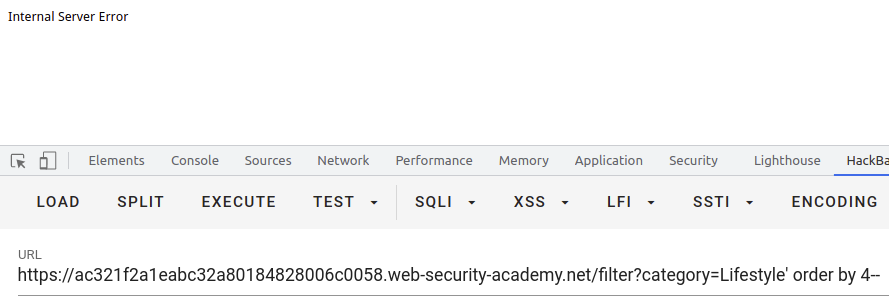 Internal Server Error
Elements Console Sources Network Performance Memory Application Security Lighthouse HackBa
LOAD SPLIT EXECUTE TEST SQLI XSS LFI SSTI ENCODING
URL
https://ac321f2a1eabc32a80184828006c0058.web-security-academy.net/filter?category=Lifestyle' order by 4--